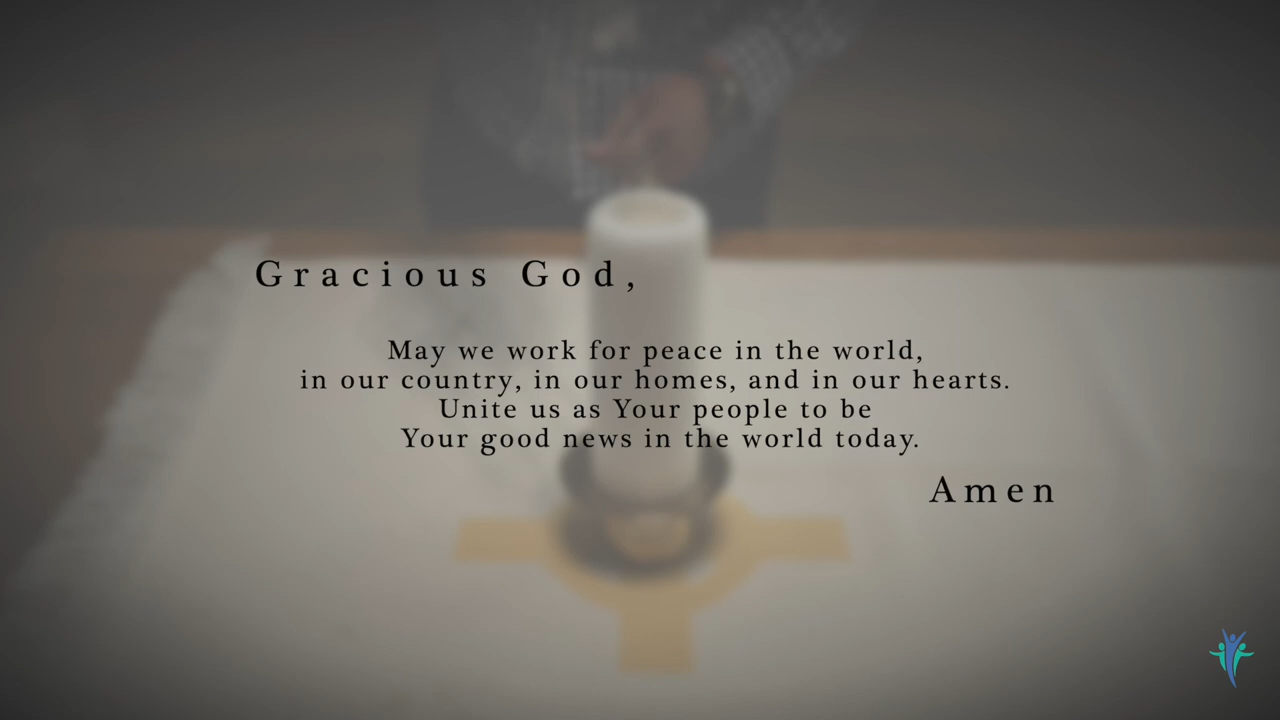 Gracious God,
May we work for peace in the world,
in our country, in our homes, and in our hearts.
Unite us as Your people to be
Your good news in the world today.
Amen